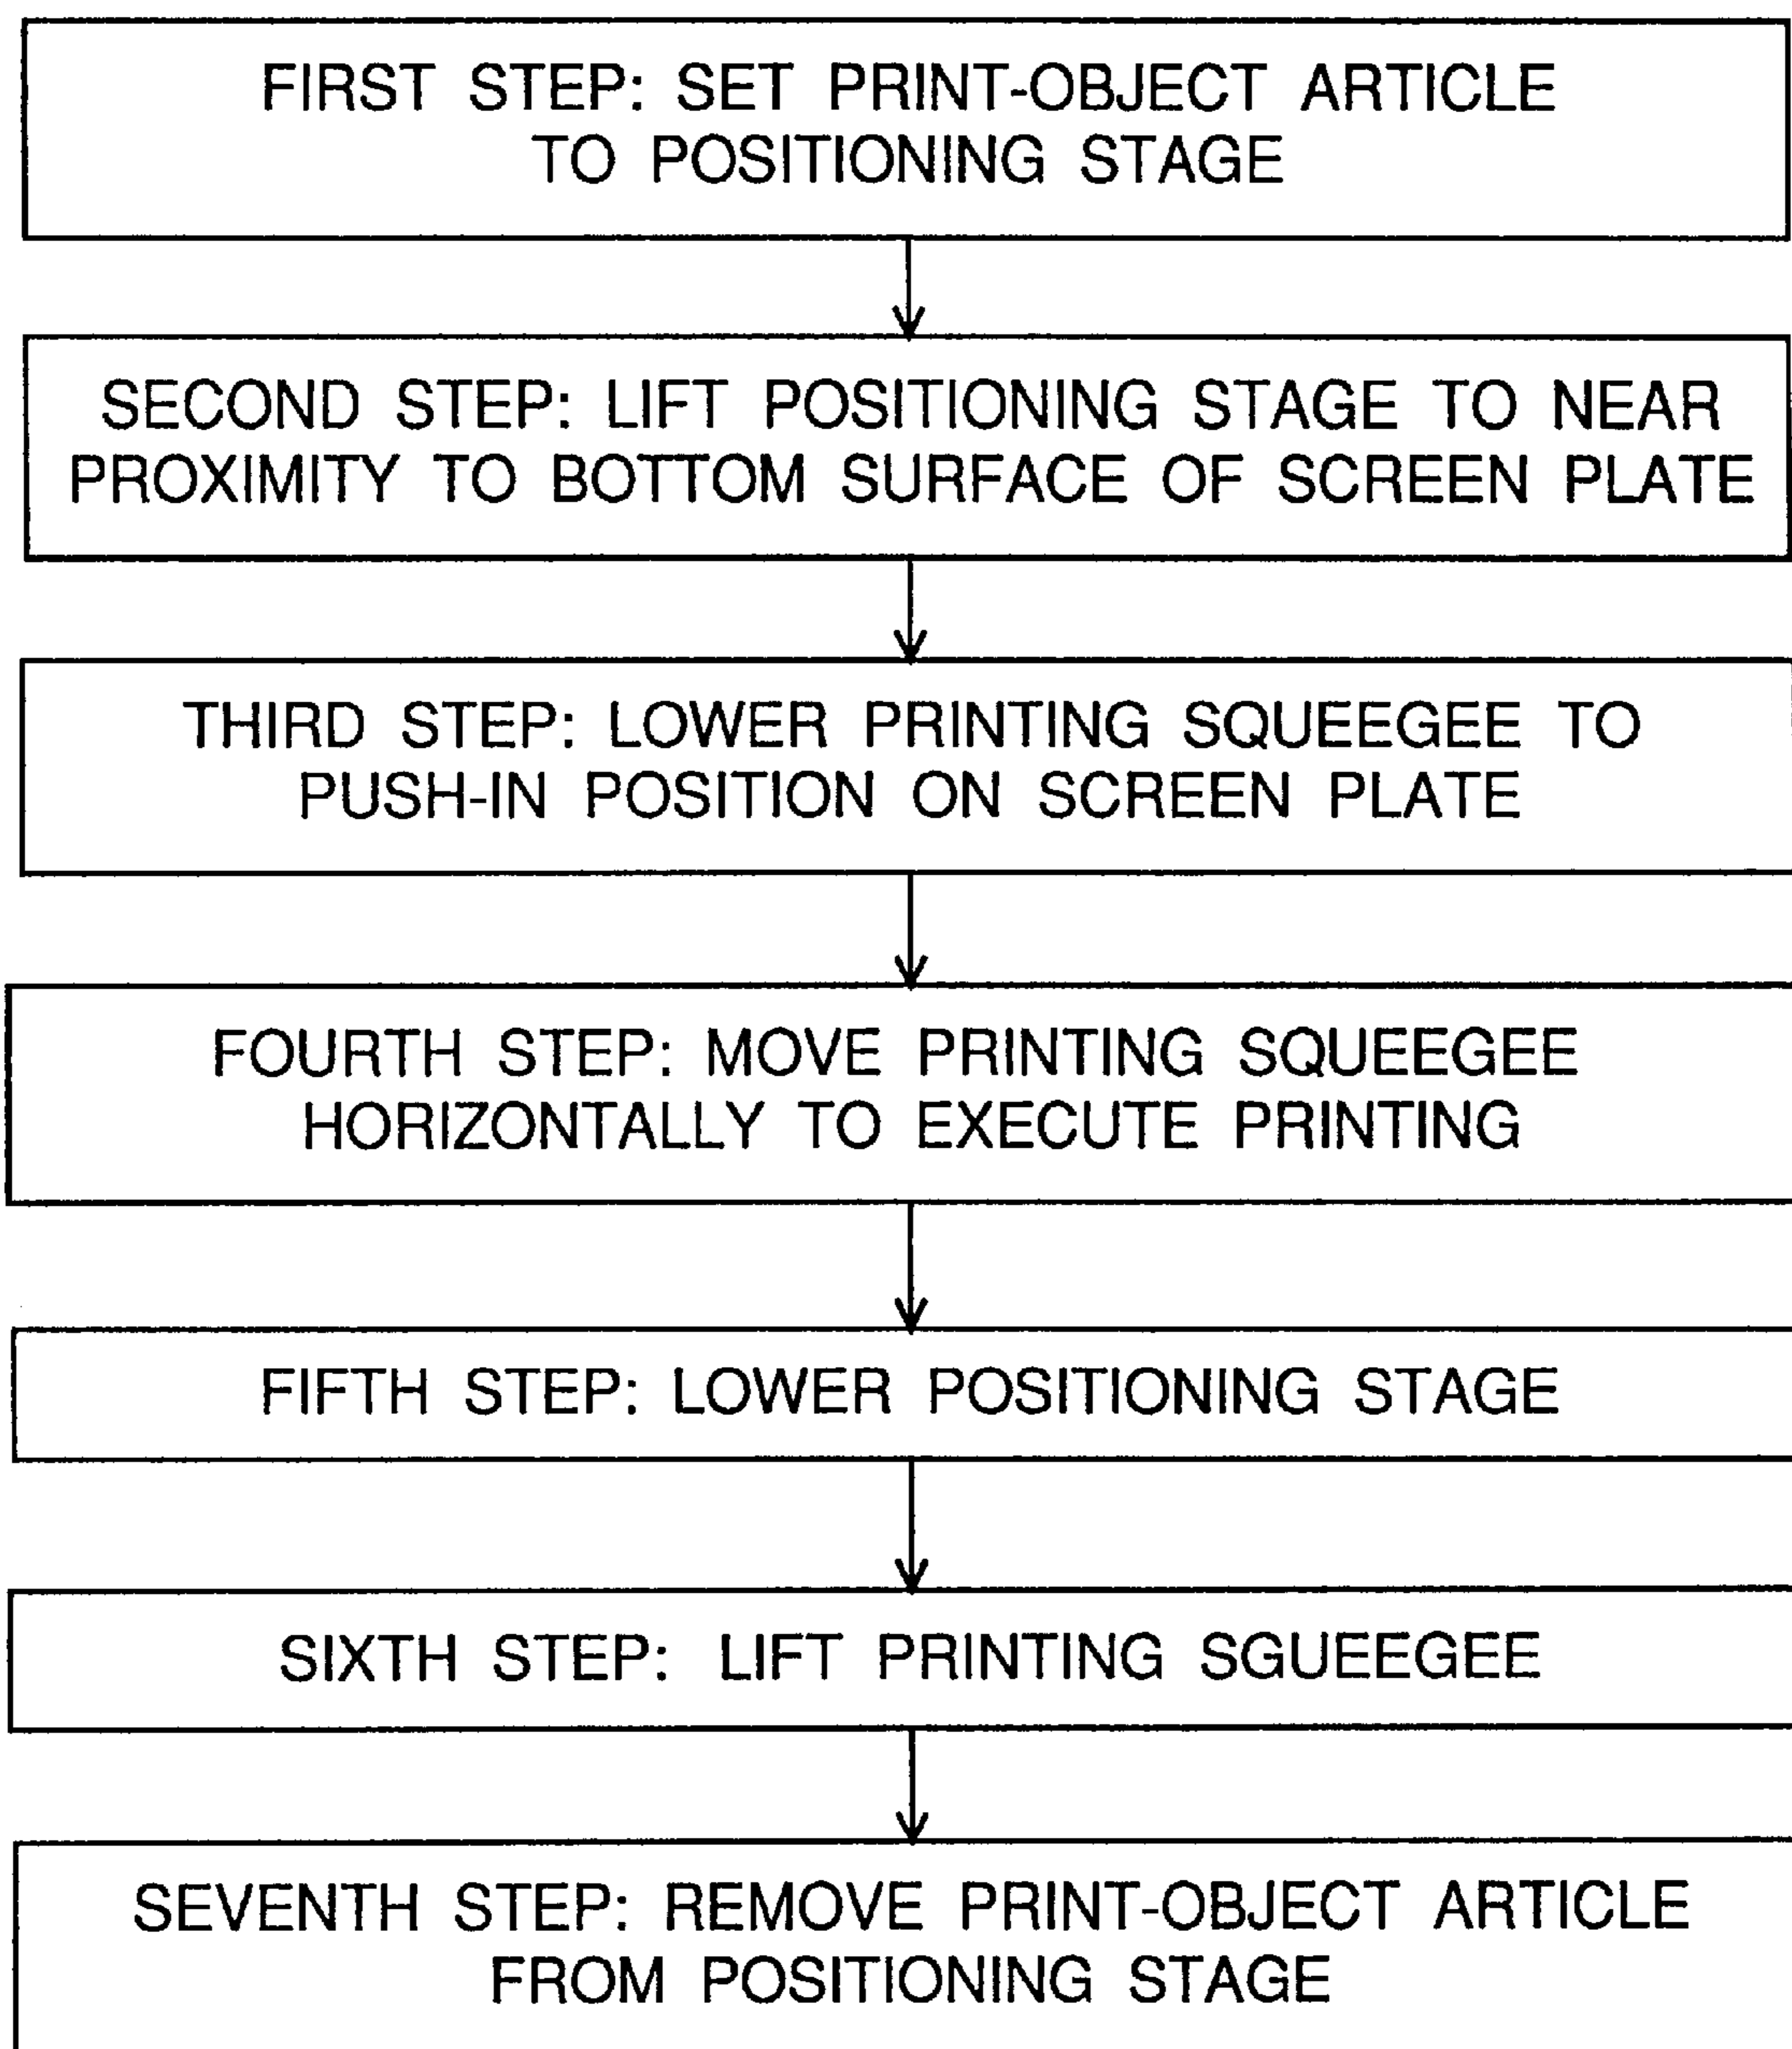 FIRST STEP: SET PRINT-OBJECT ARTICLE
TO POSITIONING STAGE
SECOND STEP: LIFT POSITIONING STAGE TO NEAR
PROXIMITY TO BOTTOM SURFACE OF SCREEN PLATE
THIRD STEP: LOWER PRINTING SQUEEGEE TO
PUSH-IN POSITION ON SCREEN PLATE
FOURTH STEP: MOVE PRINTING SQUEEGEE
HORIZONTALLY TO EXECUTE PRINTING
FIFTH STEP: LOWER POSITIONING STAGE
SIXTH STEP: LIFT PRINTING SGUEEGEE
SEVENTH STEP: REMOVE PRINT-OBJECT ARTICLE
FROM POSITIONING STAGE